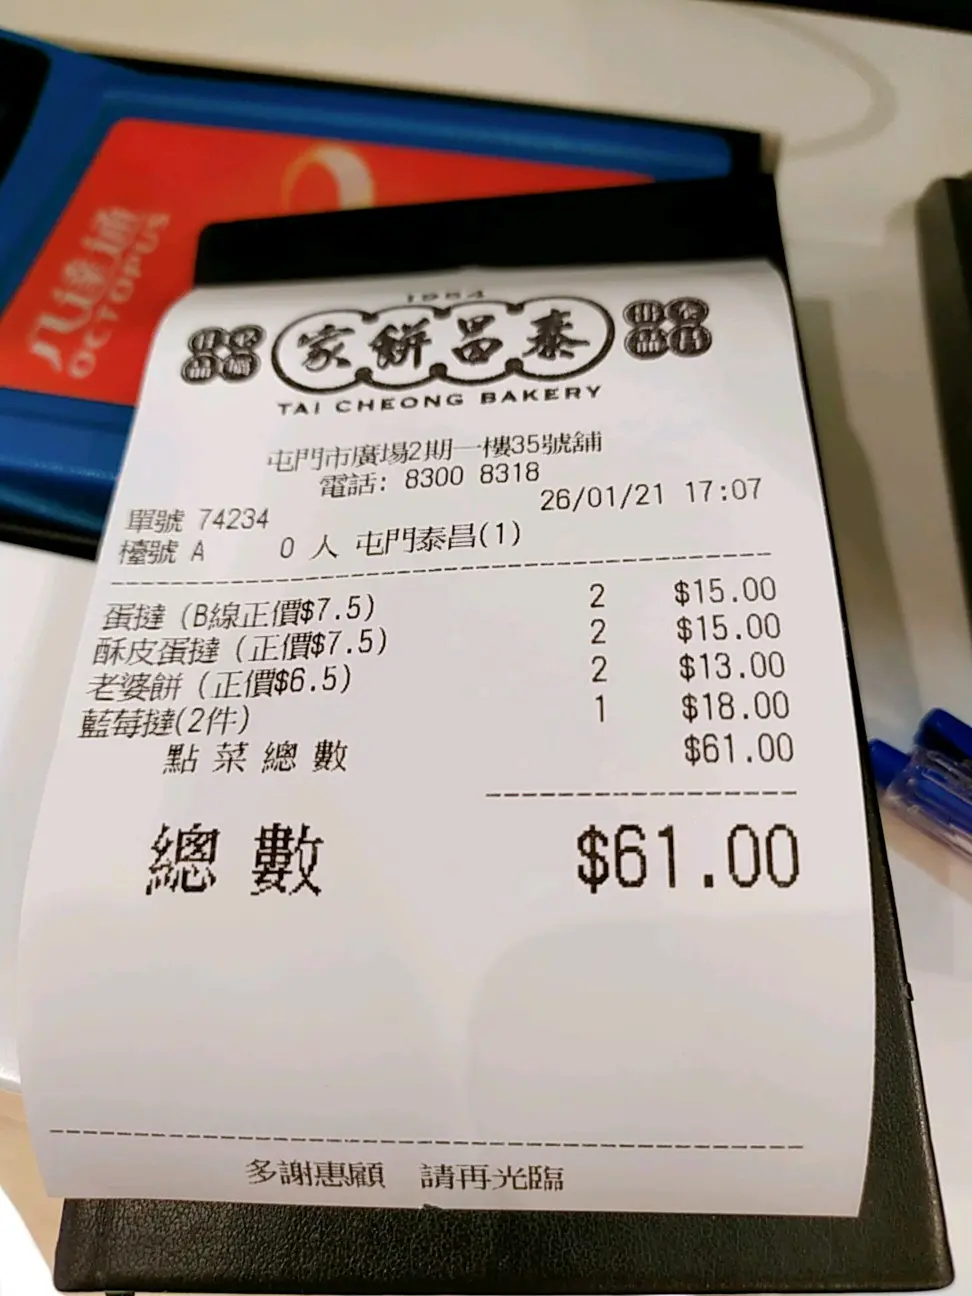 八達通
OCTOPUS
1954
家餅昌泰
TAI CHEONG BAKERY
屯門市廣場2期一樓35號舖
電話: 8300 8318
26/01/21 17:07
單號 74234
檯號 A 0 人 屯門泰昌(1)
蛋撻 (B線正價$7.5) 2 $15.00
酥皮蛋撻 (正價$7.5) 2 $15.00
老婆餅 (正價$6.5) 2 $13.00
藍莓撻(2件) 1 $18.00
點菜總數 $61.00
總數 $61.00
多謝惠顧 請再光臨